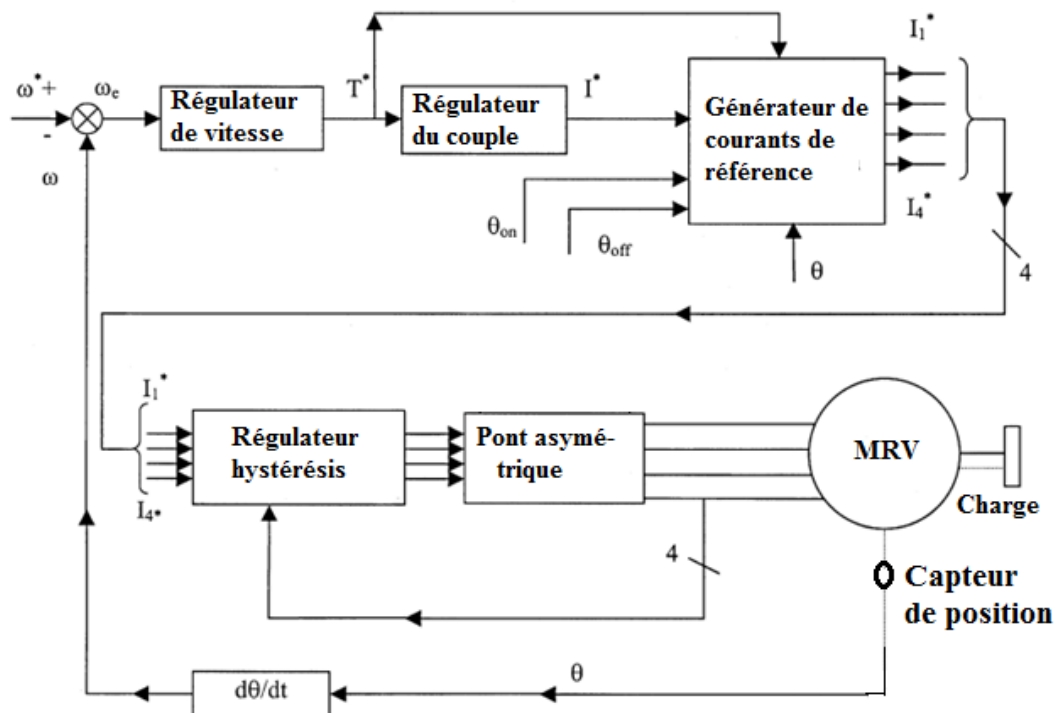 I₁*
ω*+
ωe
Régulateur
de vitesse
T*
Régulateur
du couple
I*
Générateur de
courants de
référence
-
ω
θon
θoff
θ
I₄*
4
I₁*
Régulateur
hystérésis
Pont asymé-
trique
MRV
Charge
I₄*
4
Capteur
de position
dθ/dt
θ